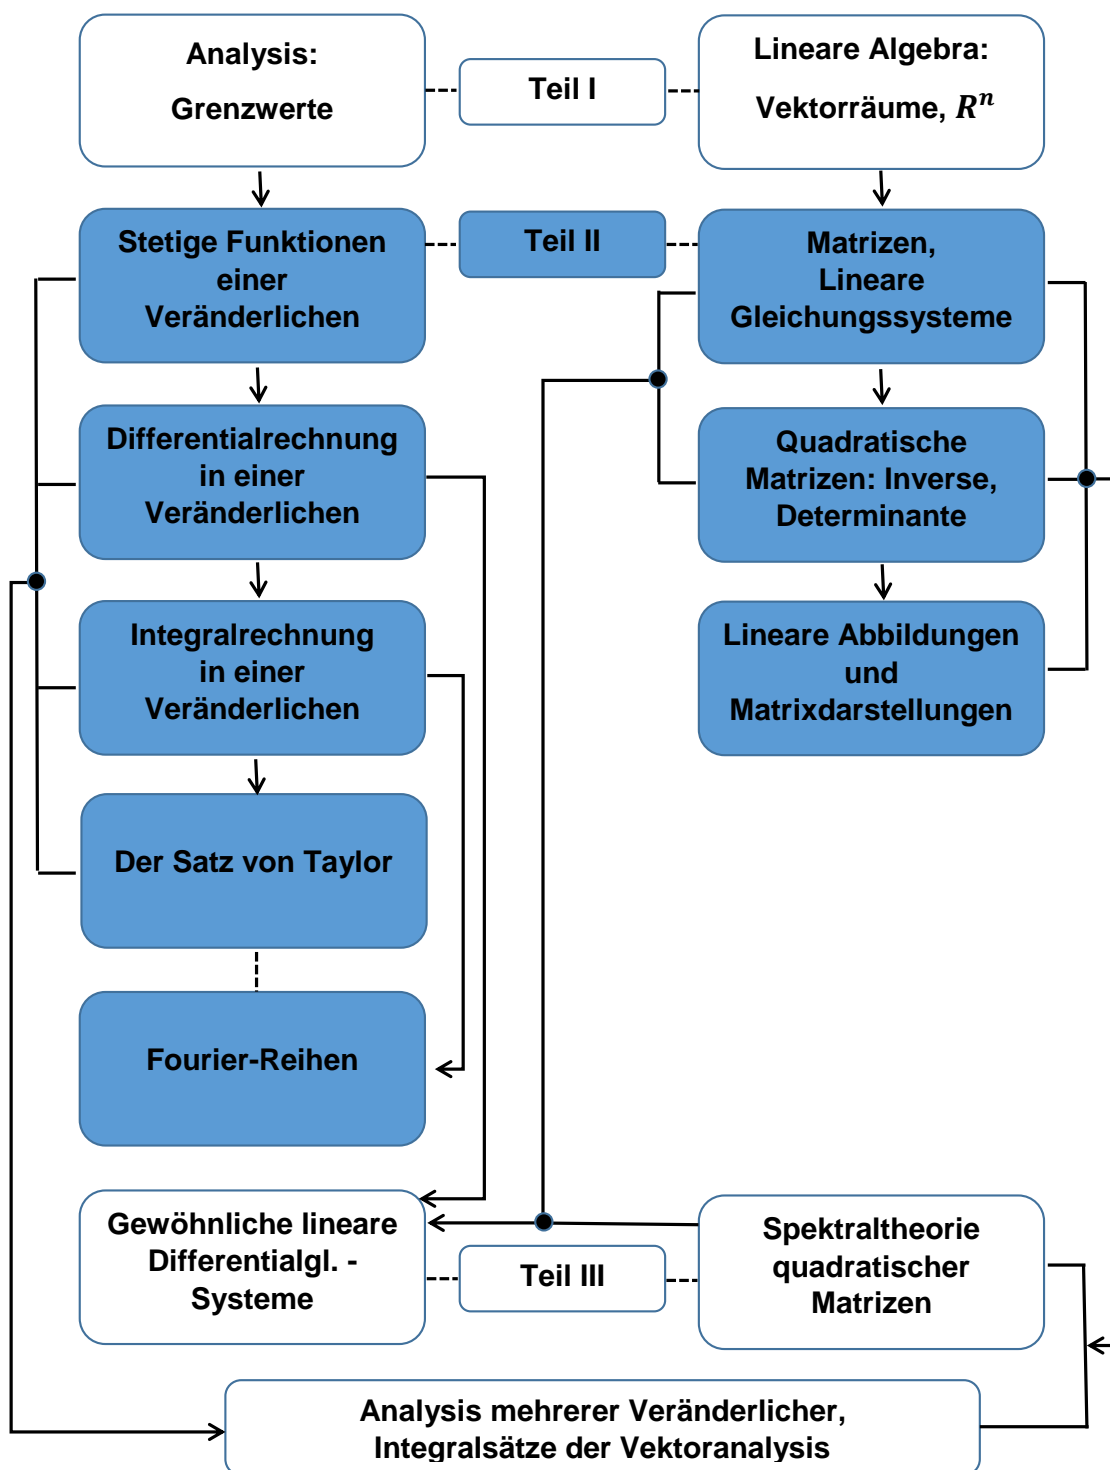 Analysis:
Grenzwerte
Teil I
Lineare Algebra:
Vektorräume, Rⁿ
Stetige Funktionen
einer
Veränderlichen
Teil II
Matrizen,
Lineare
Gleichungssysteme
Differentialrechnung
in einer
Veränderlichen
Quadratische
Matrizen: Inverse,
Determinante
Integralrechnung
in einer
Veränderlichen
Lineare Abbildungen
und
Matrixdarstellungen
Der Satz von Taylor
Fourier-Reihen
Gewöhnliche lineare
Differentialgl. -
Systeme
Teil III
Spektraltheorie
quadratischer
Matrizen
Analysis mehrerer Veränderlicher,
Integralsätze der Vektoranalysis